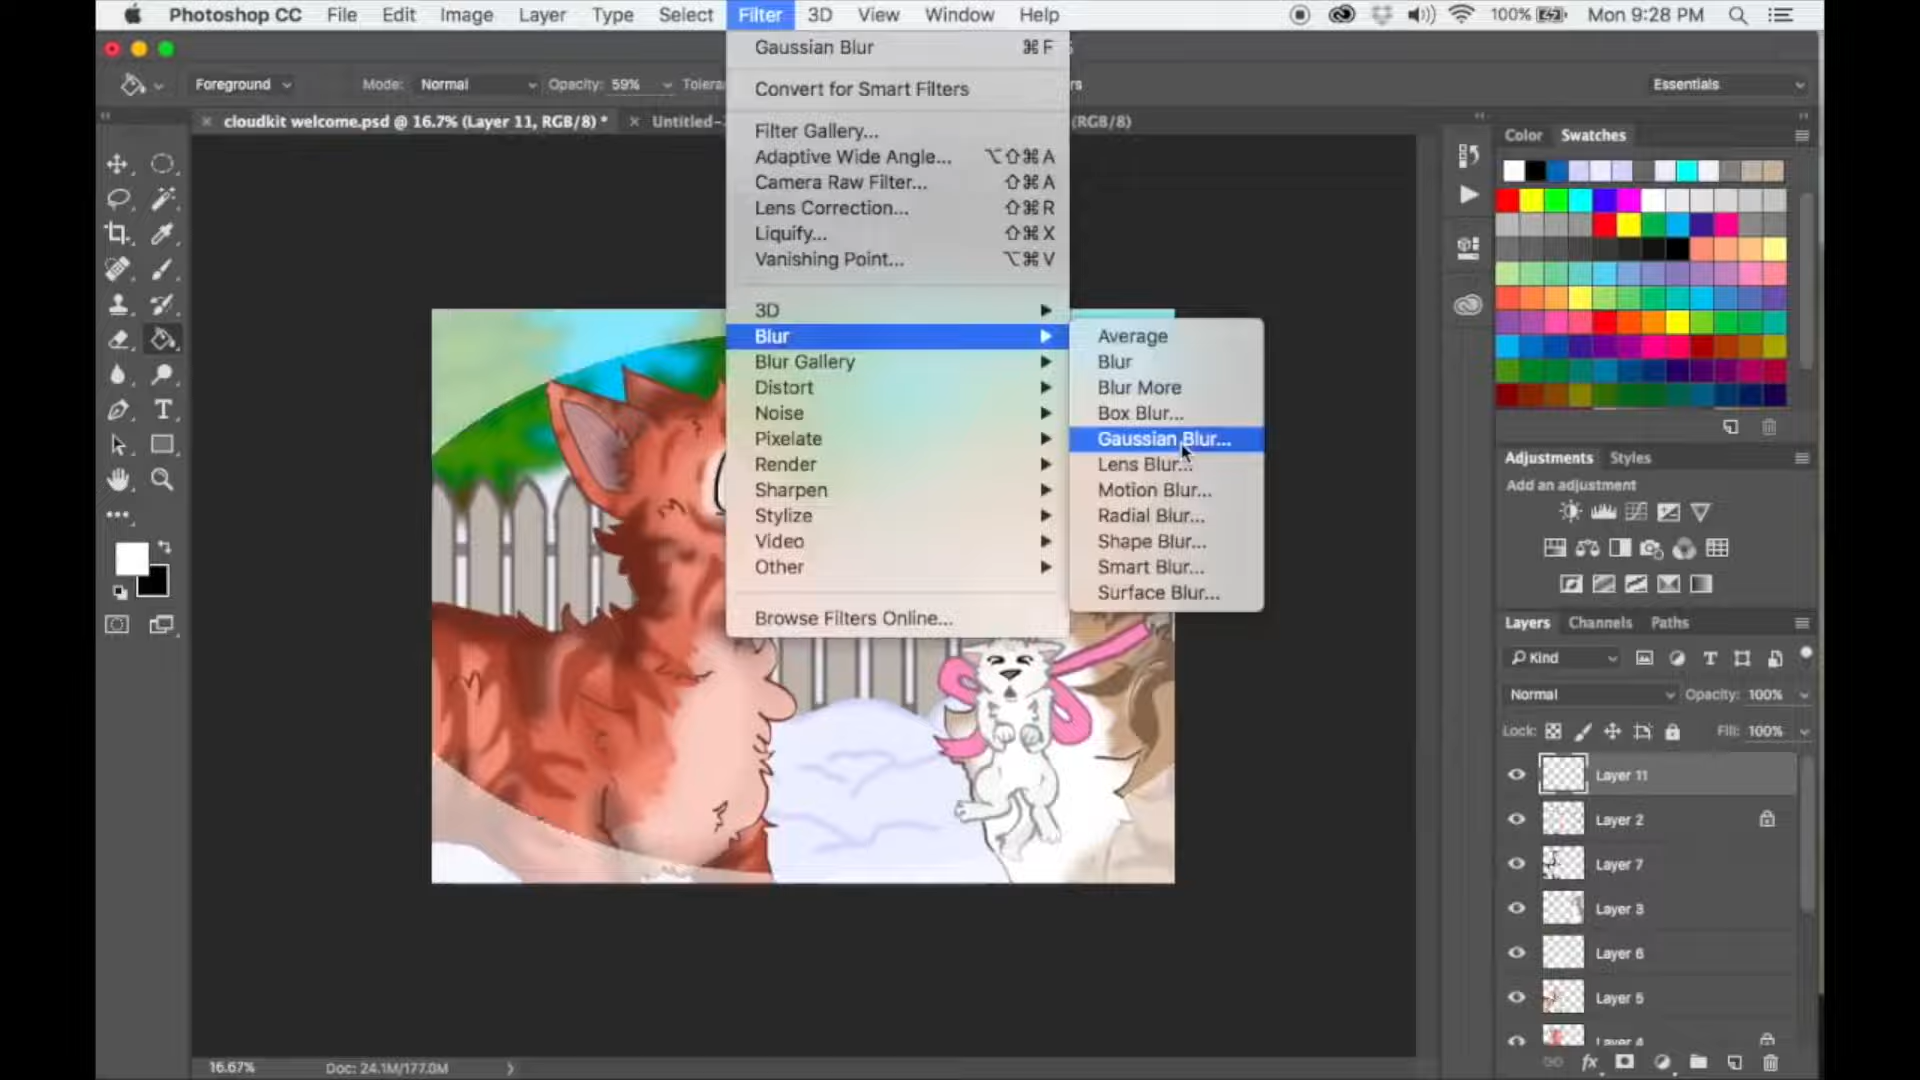 Photoshop CC File Edit Image Layer Type Select Filter 3D View Window Help 100% Mon 9:28 PM
Foreground Mode: Normal Opacity: 59% Essentials
cloudkit welcome.psd @ 16.7% (Layer 11, RGB/8) * (RGB/8)
Gaussian Blur ⌘F
Convert for Smart Filters
Filter Gallery...
Adaptive Wide Angle... ⌥⇧⌘A
Camera Raw Filter... ⇧⌘A
Lens Correction... ⇧⌘R
Liquify... ⇧⌘X
Vanishing Point... ⌥⌘V
3D
Blur
Blur Gallery
Distort
Noise
Pixelate
Render
Sharpen
Stylize
Video
Other
Browse Filters Online...
Average
Blur
Blur More
Box Blur...
Gaussian Blur...
Lens Blur...
Motion Blur...
Radial Blur...
Shape Blur...
Smart Blur...
Surface Blur...
Color Swatches
Adjustments Styles
Add an adjustment
Layers Channels Paths
Kind
Normal Opacity: 100%
Lock: Fill: 100%
Layer 11
Layer 2
Layer 7
Layer 3
Layer 6
Layer 5
Layer 4
16.67% Doc: 24.1M/177.0M